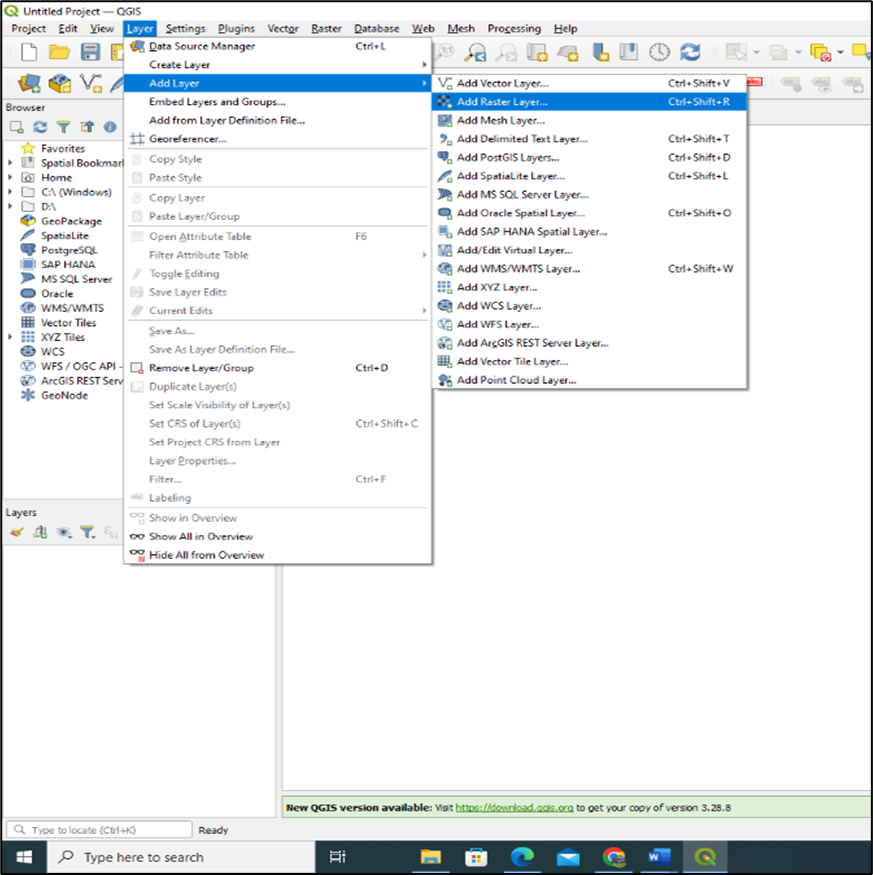 Untitled Project — QGIS
Project Edit View Layer Settings Plugins Vector Raster Database Web Mesh Processing Help
Data Source Manager Ctrl+L
Create Layer
Add Layer
Embed Layers and Groups...
Add from Layer Definition File...
Georeferencer...
Copy Style
Paste Style
Copy Layer
Paste Layer/Group
Open Attribute Table F6
Filter Attribute Table
Toggle Editing
Save Layer Edits
Current Edits
Save As...
Save As Layer Definition File...
Remove Layer/Group Ctrl+D
Duplicate Layer(s)
Set Scale Visibility of Layer(s)
Set CRS of Layer(s) Ctrl+Shift+C
Set Project CRS from Layer
Layer Properties...
Filter... Ctrl+F
Labeling
Show in Overview
Show All in Overview
Hide All from Overview
Add Vector Layer... Ctrl+Shift+V
Add Raster Layer... Ctrl+Shift+R
Add Mesh Layer...
Add Delimited Text Layer... Ctrl+Shift+T
Add PostGIS Layers... Ctrl+Shift+D
Add SpatiaLite Layer... Ctrl+Shift+L
Add MS SQL Server Layer...
Add Oracle Spatial Layer... Ctrl+Shift+O
Add SAP HANA Spatial Layer...
Add/Edit Virtual Layer...
Add WMS/WMTS Layer... Ctrl+Shift+W
Add XYZ Layer...
Add WCS Layer...
Add WFS Layer...
Add ArcGIS REST Server Layer...
Add Vector Tile Layer...
Add Point Cloud Layer...
Browser
Favorites
Spatial Bookmar
Home
C:\ (Windows)
D:\
GeoPackage
SpatiaLite
PostgreSQL
SAP HANA
MS SQL Server
Oracle
WMS/WMTS
Vector Tiles
XYZ Tiles
WCS
WFS / OGC API -
ArcGIS REST Serv
GeoNode
Layers
New QGIS version available: Visit https://download.qgis.org to get your copy of version 3.28.8
Type to locate (Ctrl+K) Ready
Type here to search